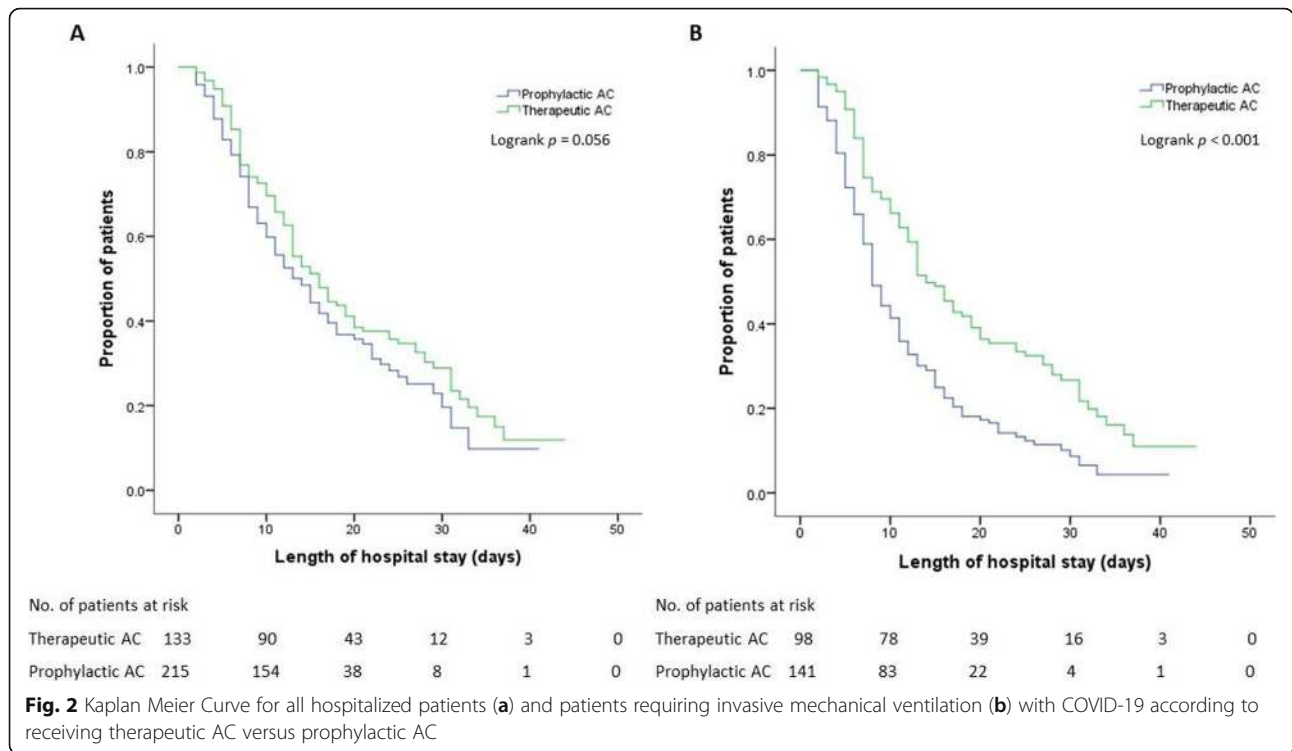 A
1.0
0.8
0.6
0.4
0.2
0.0
Proportion of patients
Prophylactic AC
Therapeutic AC
Logrank p = 0.056
0 10 20 30 40 50
Length of hospital stay (days)
No. of patients at risk
Therapeutic AC 133 90 43 12 3 0
Prophylactic AC 215 154 38 8 1 0
B
1.0
0.8
0.6
0.4
0.2
0.0
Proportion of patients
Prophylactic AC
Therapeutic AC
Logrank p < 0.001
0 10 20 30 40 50
Length of hospital stay (days)
No. of patients at risk
Therapeutic AC 98 78 39 16 3 0
Prophylactic AC 141 83 22 4 1 0
Fig. 2 Kaplan Meier Curve for all hospitalized patients (a) and patients requiring invasive mechanical ventilation (b) with COVID-19 according to
receiving therapeutic AC versus prophylactic AC